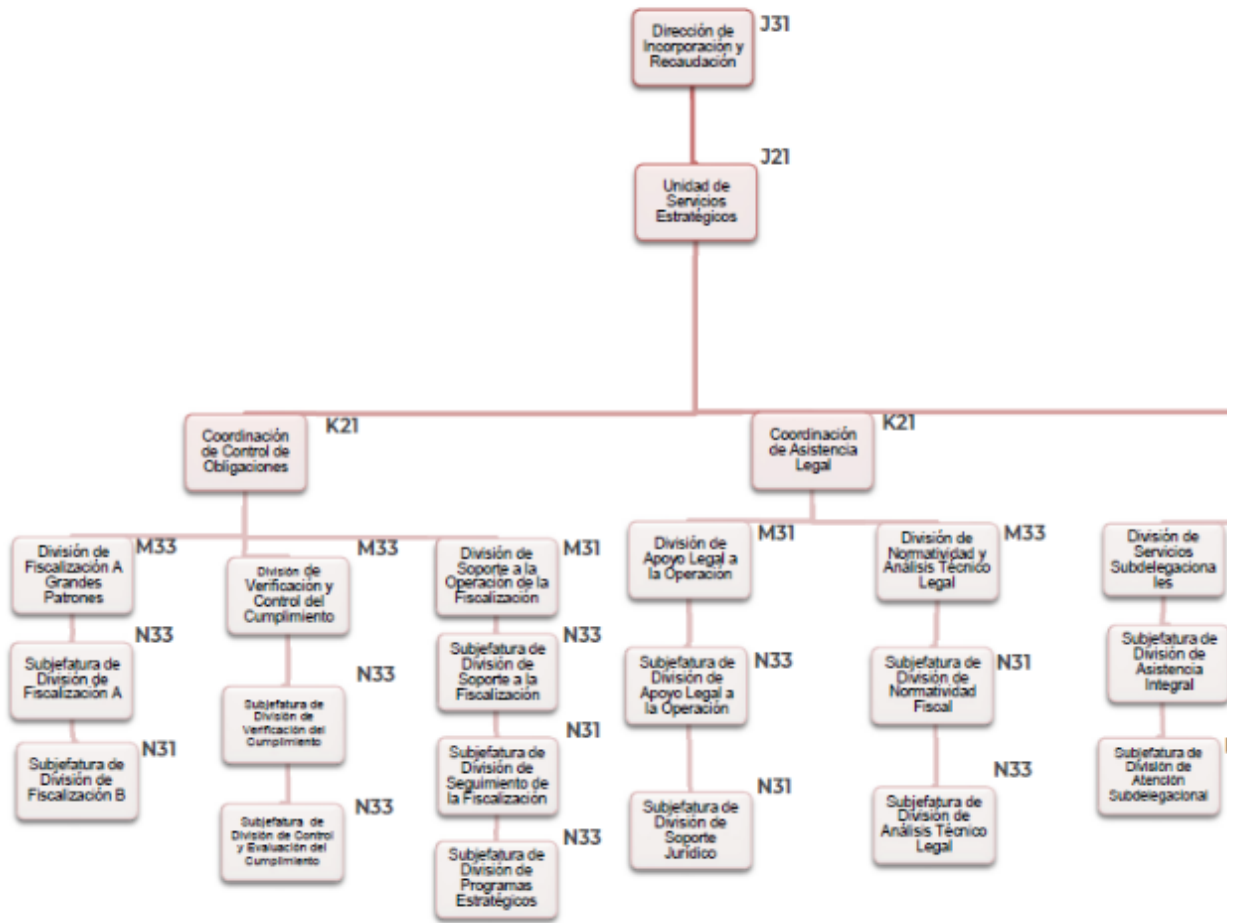 J31
Dirección de
Incorporación y
Recaudación
J21
Unidad de
Servicios
Estratégicos
K21
Coordinación
de Control de
Obligaciones
K21
Coordinación
de Asistencia
Legal
M33
División de
Fiscalización A
Grandes
Patrones
N33
Subjefatura de
División de
Fiscalización A
N31
Subjefatura de
División de
Fiscalización B
M33
División de
Verificación y
Control del
Cumplimiento
N33
Subjefatura de
División de
Verificación del
Cumplimiento
N33
Subjefatura de
División de Control
y Evaluación del
Cumplimiento
M31
División de
Soporte a la
Operación de la
Fiscalización
N33
Subjefatura de
División de
Soporte a la
Fiscalización
N31
Subjefatura de
División de
Seguimiento de
la Fiscalización
N33
Subjefatura de
División de
Programas
Estratégicos
M31
División de
Apoyo Legal a
la Operación
N33
Subjefatura de
División de
Apoyo Legal a
la Operación
N31
Subjefatura de
División de
Soporte
Jurídico
M33
División de
Normatividad y
Análisis Técnico
Legal
N31
Subjefatura de
División de
Normatividad
Fiscal
N33
Subjefatura de
División de
Análisis Técnico
Legal
División de
Servicios
Subdelegaciona
les
Subjefatura de
División de
Asistencia
Integral
Subjefatura de
División de
Atención
Subdelegacional